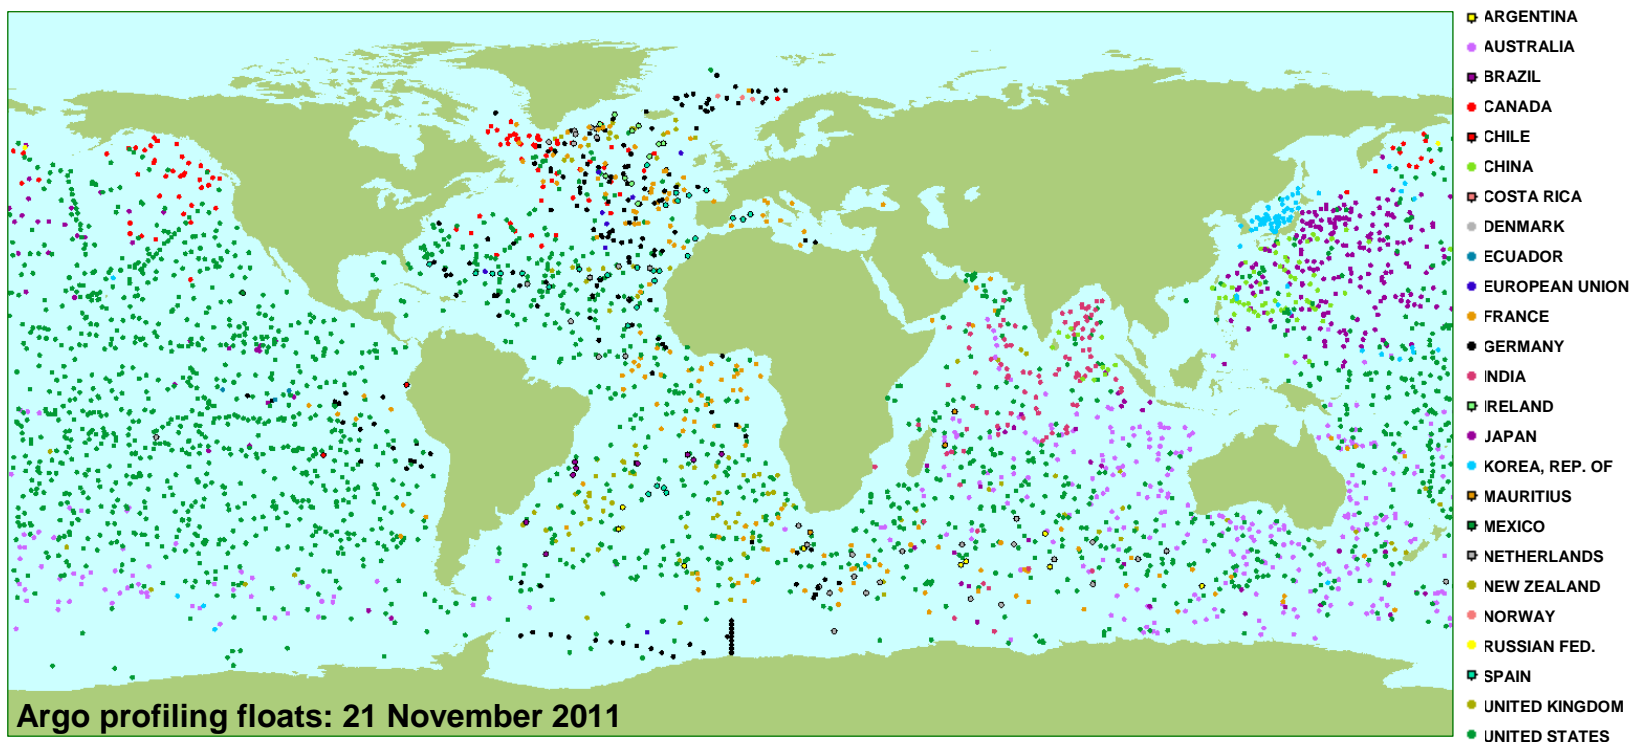 ARGENTINA
AUSTRALIA
BRAZIL
CANADA
CHILE
CHINA
COSTA RICA
DENMARK
ECUADOR
EUROPEAN UNION
FRANCE
GERMANY
INDIA
IRELAND
JAPAN
KOREA, REP. OF
MAURITIUS
MEXICO
NETHERLANDS
NEW ZEALAND
NORWAY
RUSSIAN FED.
SPAIN
UNITED KINGDOM
UNITED STATES
Argo profiling floats: 21 November 2011